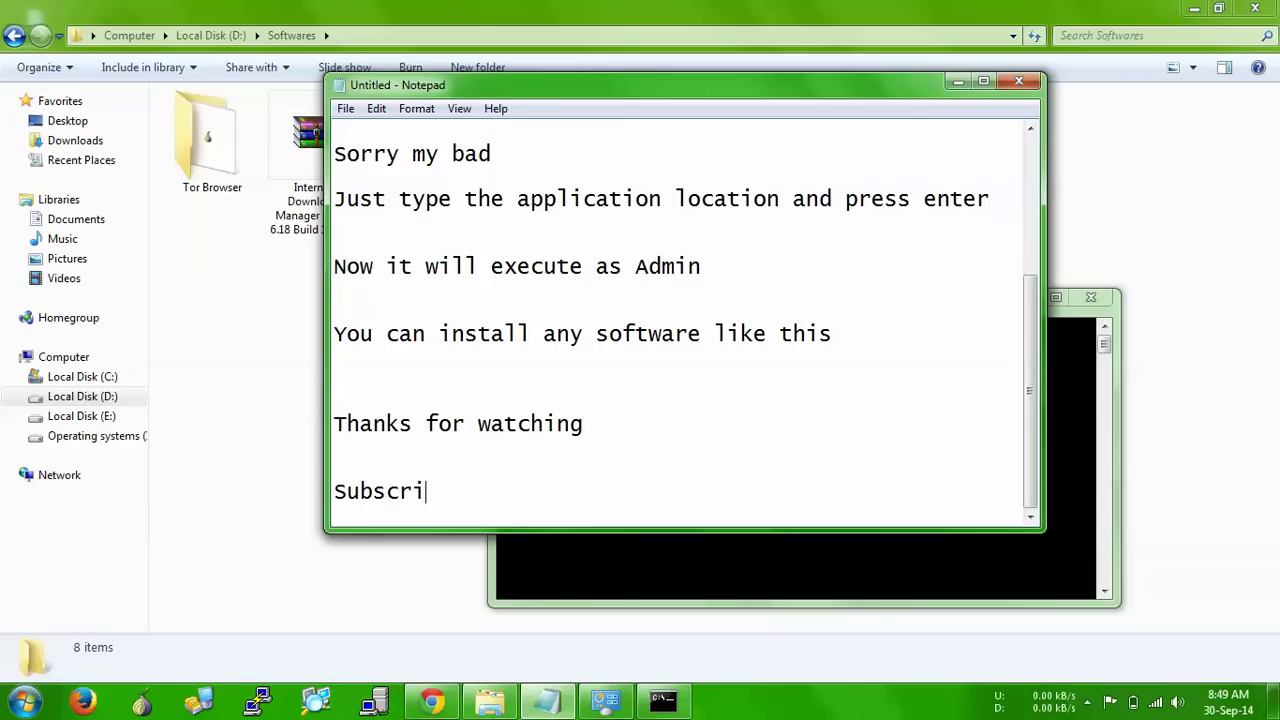 Computer Local Disk (D:) Softwares
Search Softwares
Organize Include in library Share with Slide show Burn New folder
Favorites
Desktop
Downloads
Recent Places
Libraries
Documents
Music
Pictures
Videos
Homegroup
Computer
Local Disk (C:)
Local Disk (D:)
Local Disk (E:)
Operating systems (
Network
Tor Browser
Intern
Downlo
Manager
6.18 Build
Untitled - Notepad
File Edit Format View Help
Sorry my bad
Just type the application location and press enter
Now it will execute as Admin
You can install any software like this
Thanks for watching
Subscri
8 items
U: 0.00 kB/s
D: 0.00 kB/s
8:49 AM
30-Sep-14